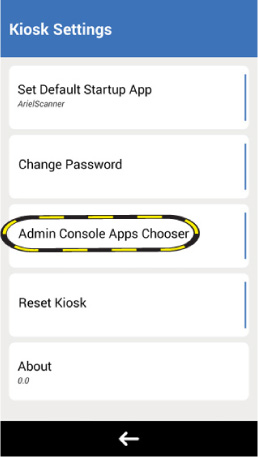 Kiosk Settings
Set Default Startup App
ArielScanner
Change Password
Admin Console Apps Chooser
Reset Kiosk
About
0.0